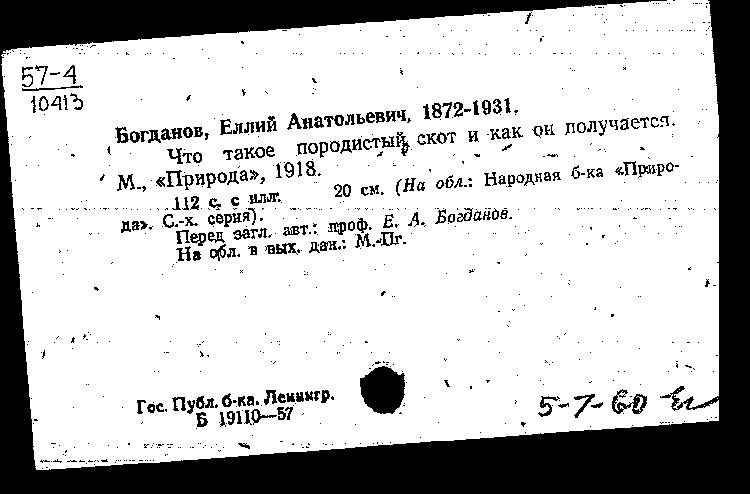 57-4
10413
Богданов, Еллий Анатольевич, 1872-1931.
Что такое породистый скот и как он получается.
М., «Природа», 1918.
112 с. с илл. 20 см. (На обл.: Народная б-ка «Приро-
да». С.-х. серия).
Перед загл. авт.: проф. Е. А. Богданов.
На обл. в вых. дан.: М.-Пг.
Гос. Публ. б-ка. Ленингр.
Б 19110—57
5-7-60